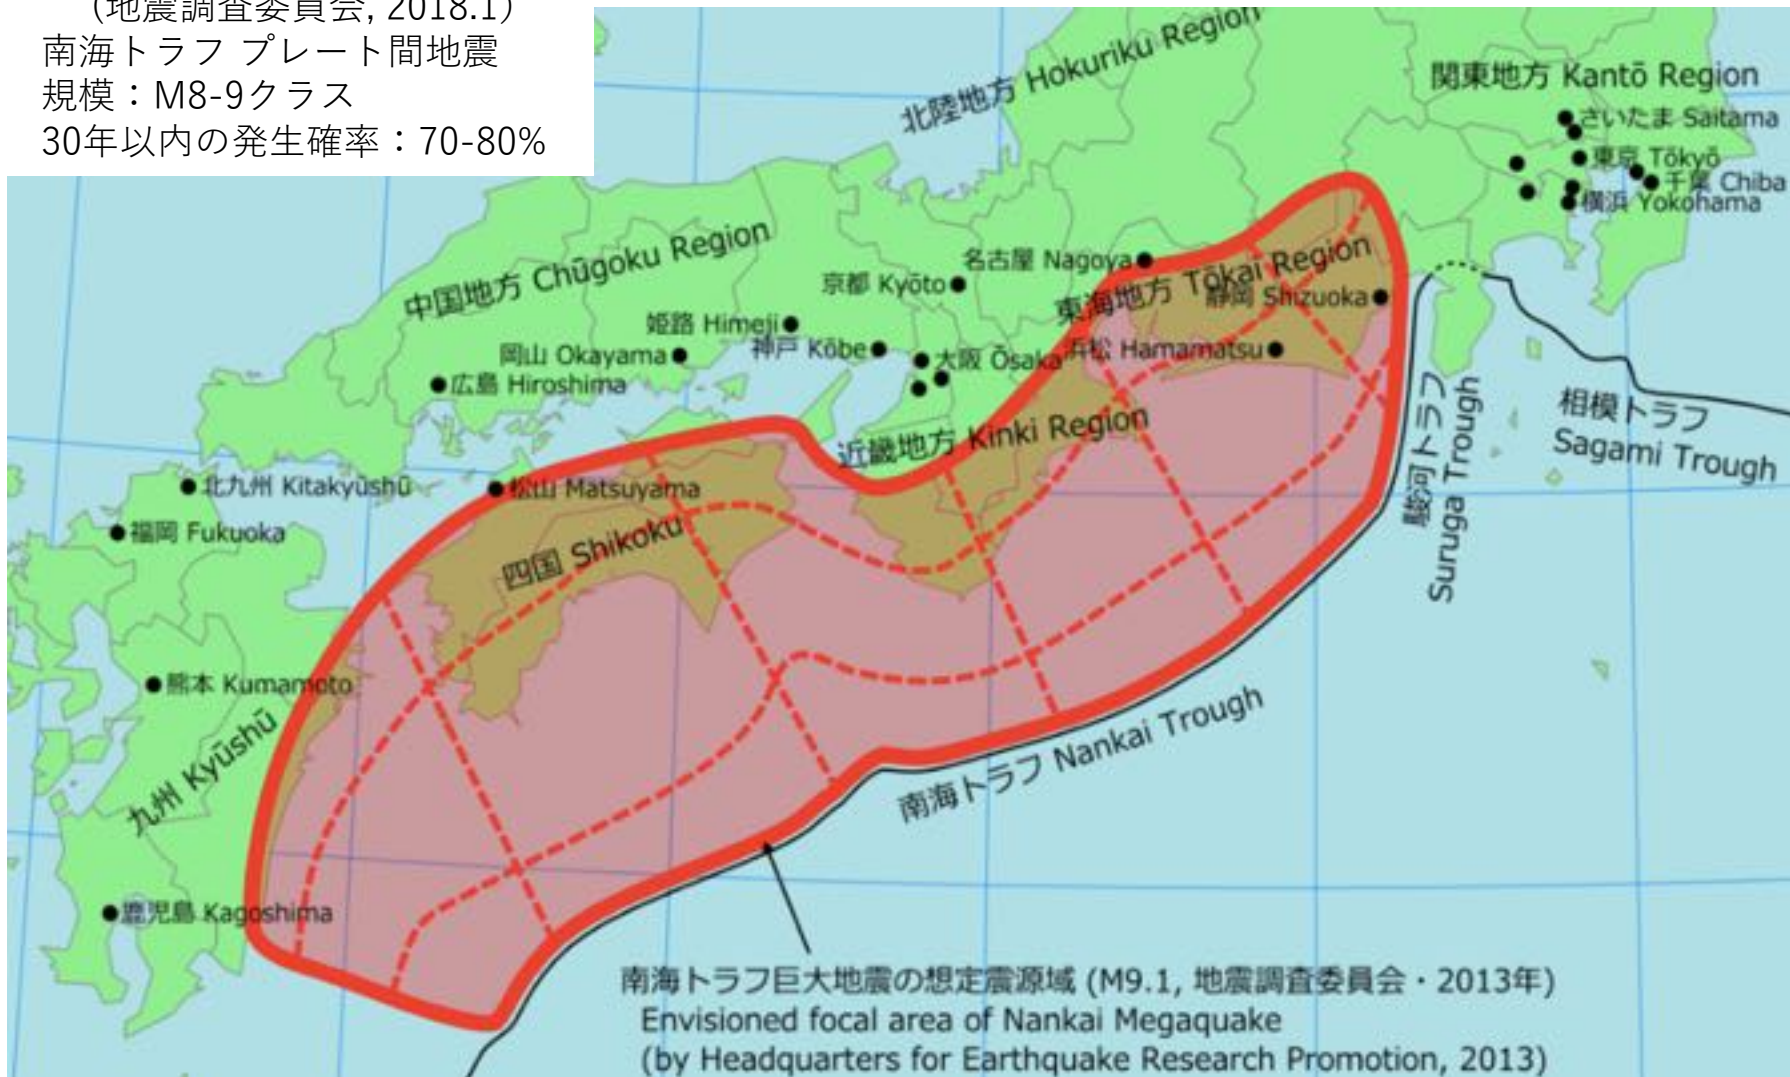 （地震調査委員会, 2018.1）
南海トラフ プレート間地震
規模：M8-9クラス
30年以内の発生確率：70-80%
北陸地方 Hokuriku Region
関東地方 Kantō Region
さいたま Saitama
東京 Tōkyō
千葉 Chiba
横浜 Yokohama
中国地方 Chūgoku Region
名古屋 Nagoya
京都 Kyōto
東海地方 Tōkai Region
静岡 Shizuoka
姫路 Himeji
神戸 Kōbe
岡山 Okayama
大阪 Ōsaka
浜松 Hamamatsu
広島 Hiroshima
近畿地方 Kinki Region
駿河トラフ
Suruga Trough
相模トラフ
Sagami Trough
北九州 Kitakyūshū
松山 Matsuyama
福岡 Fukuoka
四国 Shikoku
熊本 Kumamoto
九州 Kyūshū
南海トラフ Nankai Trough
鹿児島 Kagoshima
南海トラフ巨大地震の想定震源域 (M9.1, 地震調査委員会・2013年)
Envisioned focal area of Nankai Megaquake
(by Headquarters for Earthquake Research Promotion, 2013)